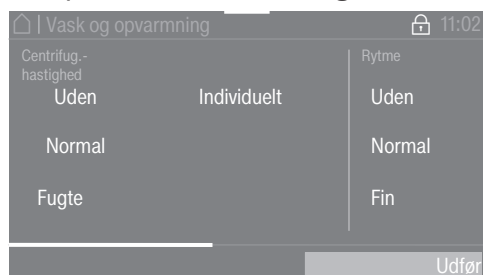 | Vask og opvarmning 11:02
Centrifug.-
hastighed
Rytme
Uden Individuelt Uden
Normal Normal
Fugte Fin
Udfør